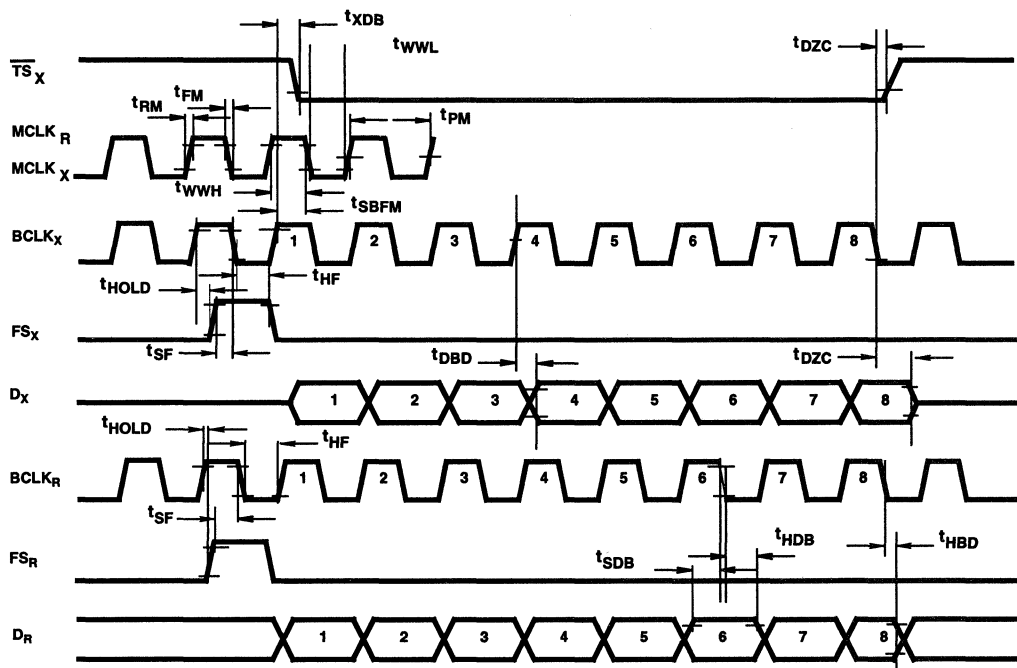 tXDB
tWWL
tDZC
TSX
tRM
tFM
tPM
MCLKR
MCLKX
tWWH
tSBFM
BCLKX
1 2 3 4 5 6 7 8
tHOLD
tHF
FSX
tSF
tDBD
tDZC
DX
1 2 3 4 5 6 7 8
tHOLD
tHF
BCLKR
1 2 3 4 5 6 7 8
tSF
FSR
tSDB
tHDB
tHBD
DR
1 2 3 4 5 6 7 8